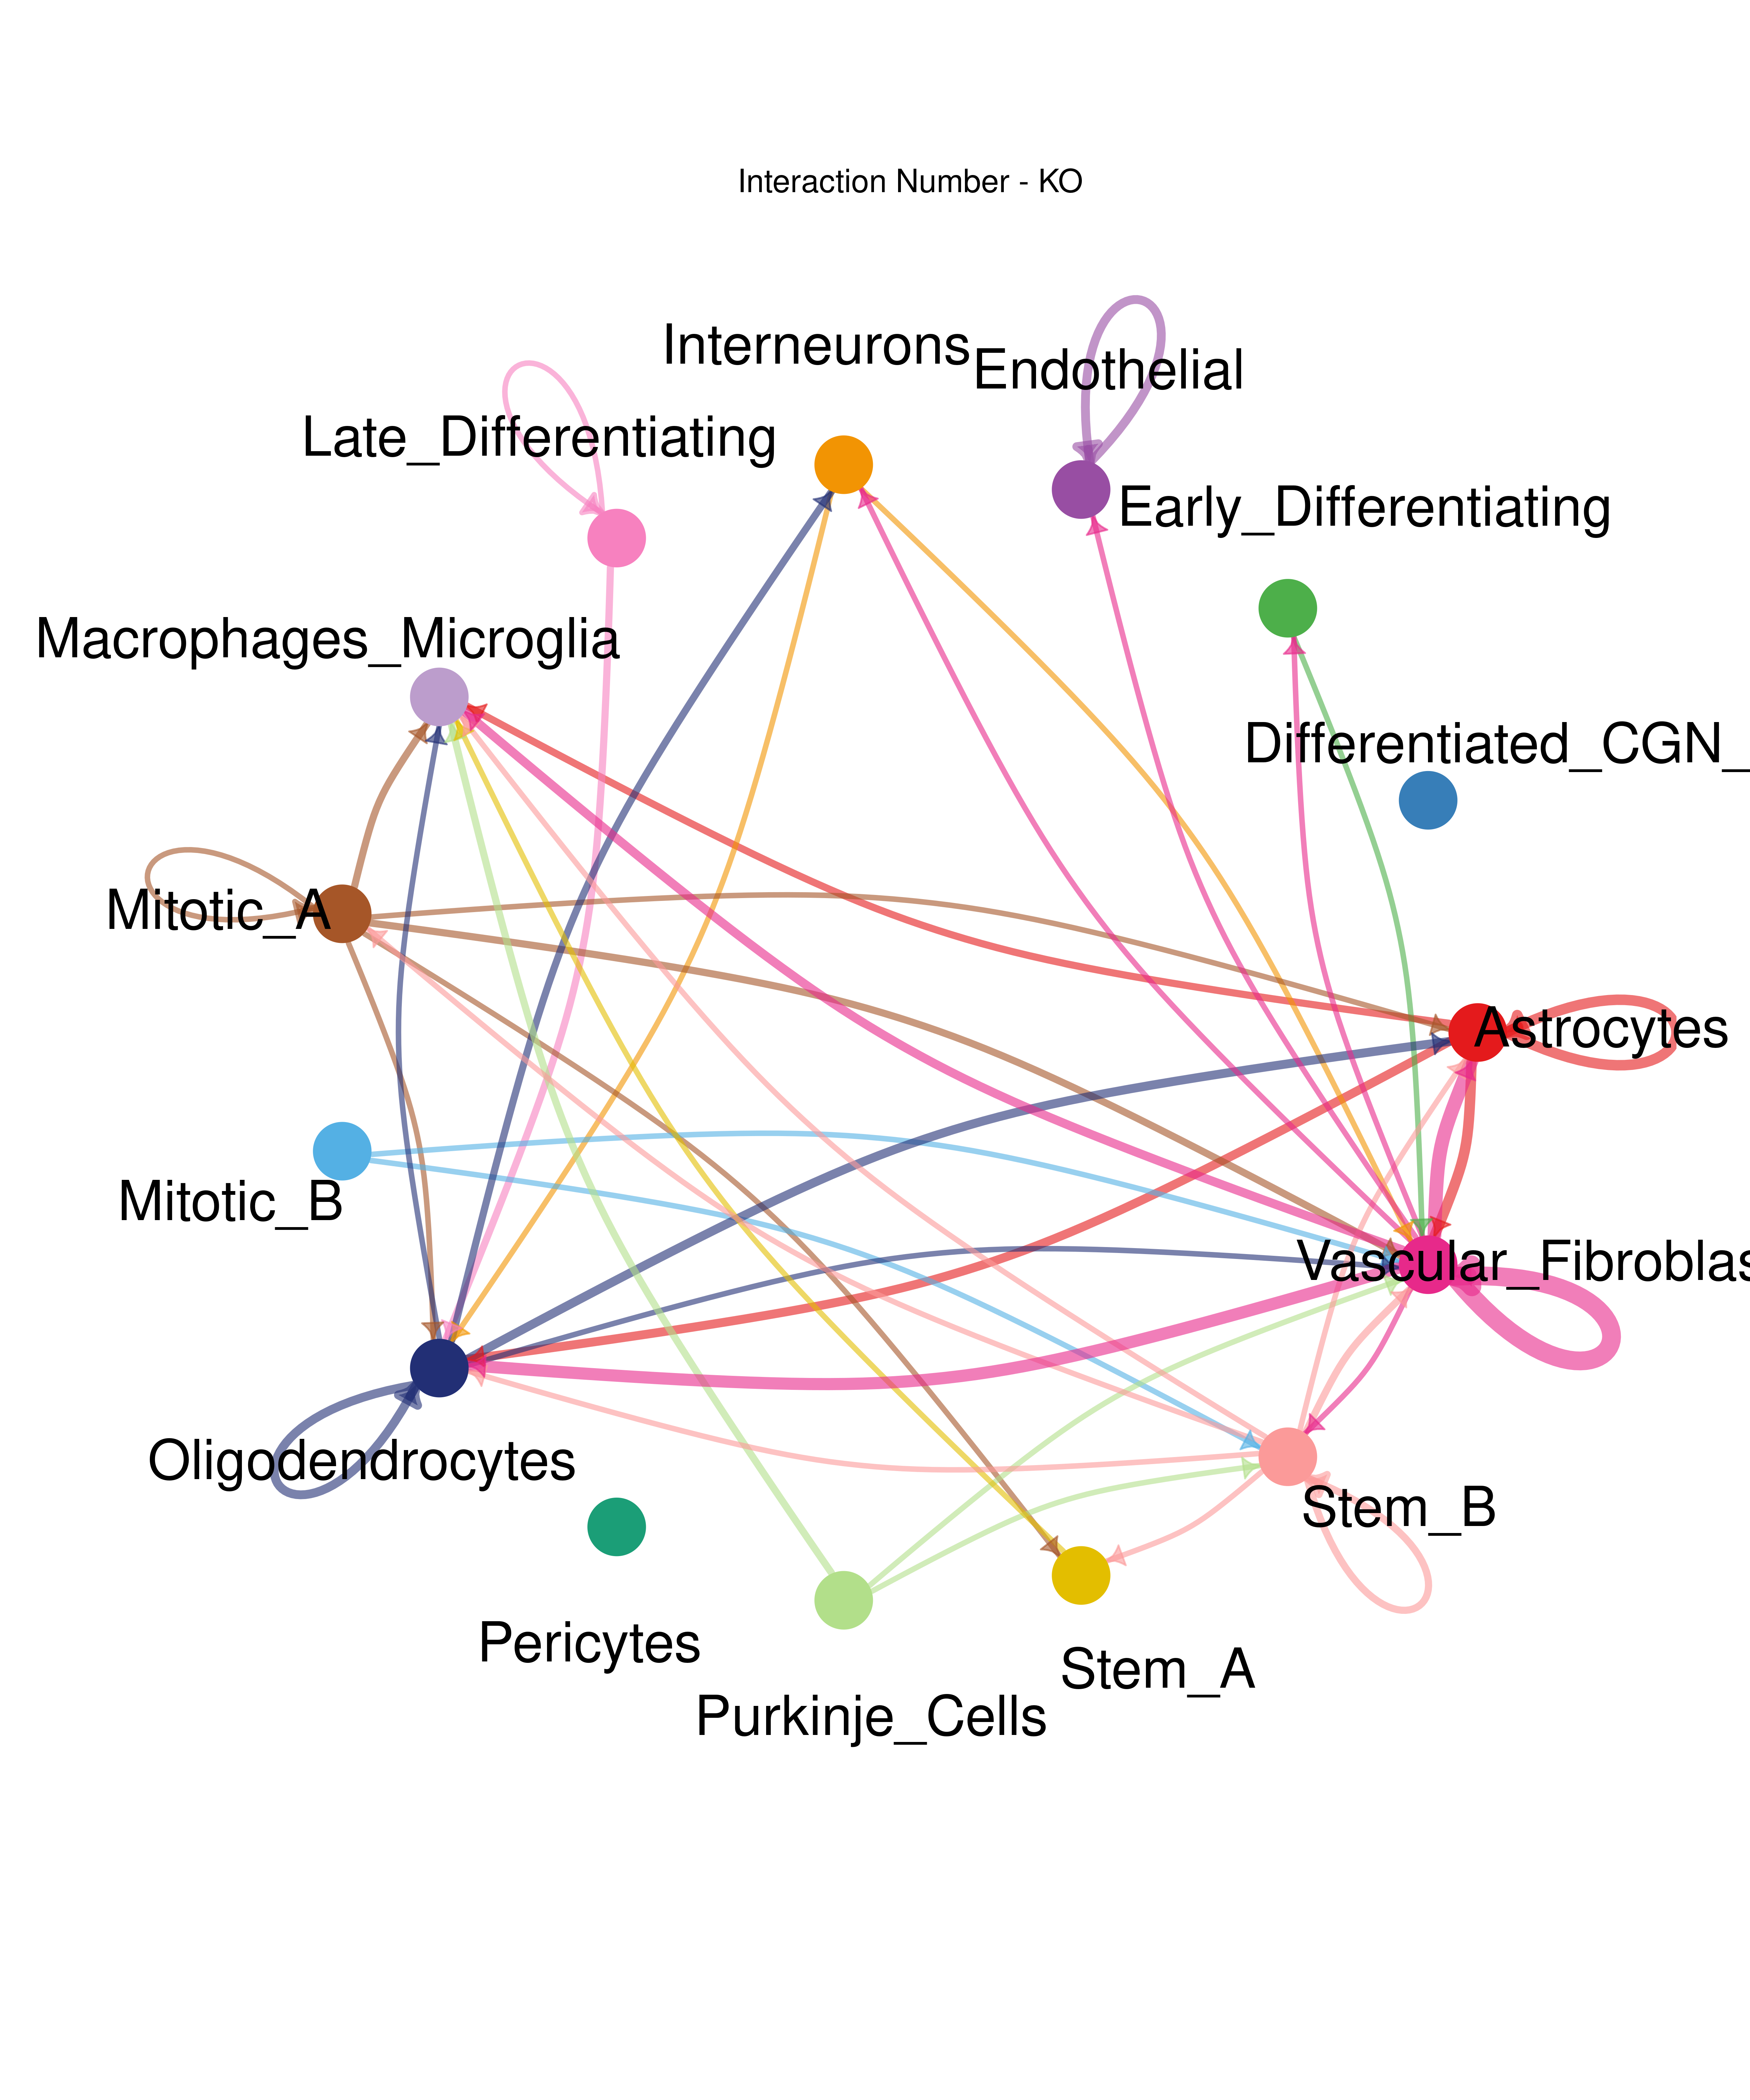 Interaction Number - KO
Interneurons
Endothelial
Late_Differentiating
Early_Differentiating
Macrophages_Microglia
Differentiated_CGN_
Mitotic_A
Astrocytes
Mitotic_B
Vascular_Fibroblas
Oligodendrocytes
Stem_B
Pericytes
Stem_A
Purkinje_Cells